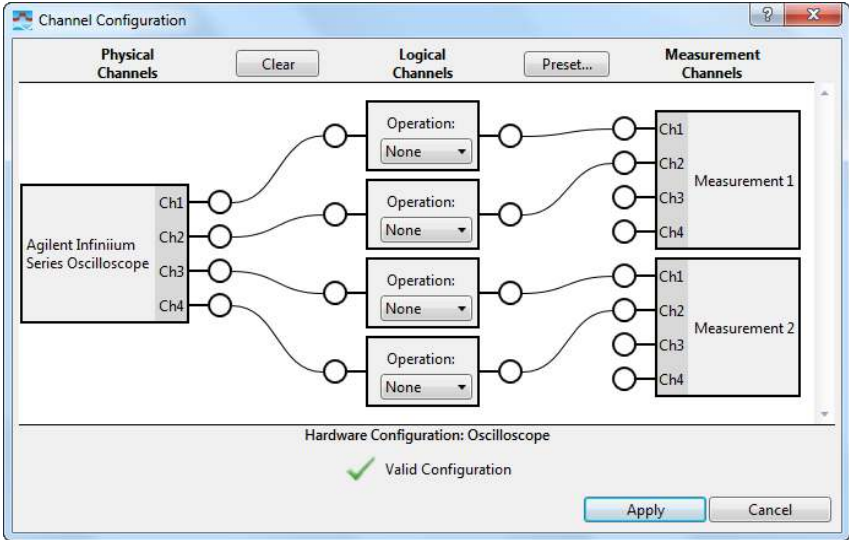 Channel Configuration
Physical
Channels
Clear
Logical
Channels
Preset...
Measurement
Channels
Operation:
None
Operation:
None
Operation:
None
Operation:
None
Agilent Infiniium
Series Oscilloscope
Ch1
Ch2
Ch3
Ch4
Ch1
Ch2
Ch3
Ch4
Measurement 1
Ch1
Ch2
Ch3
Ch4
Measurement 2
Hardware Configuration: Oscilloscope
Valid Configuration
Apply
Cancel